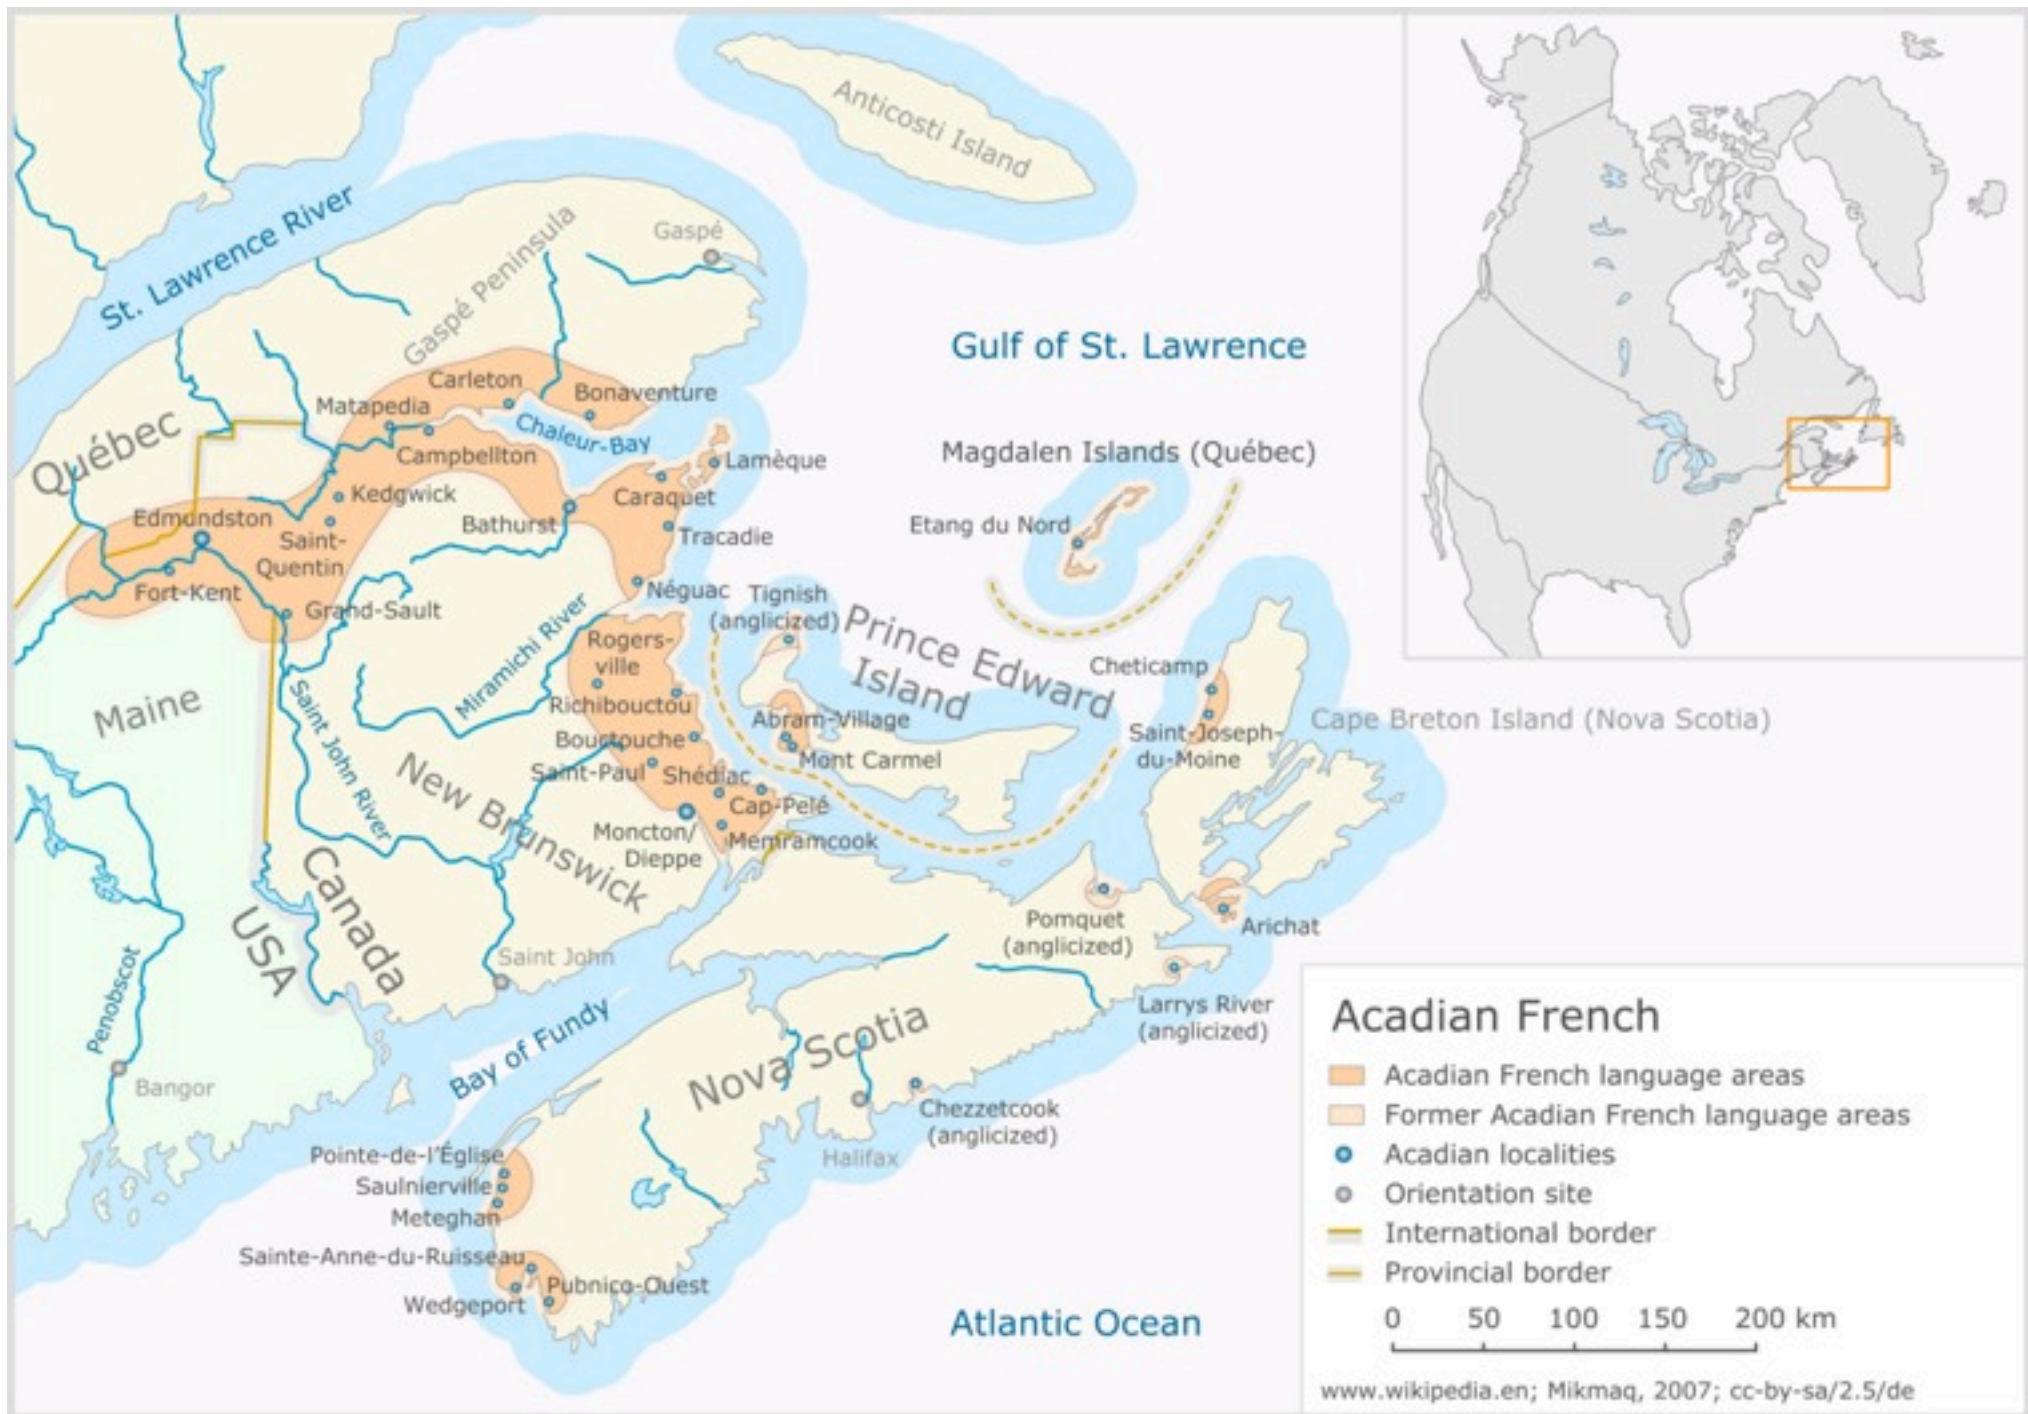 Anticosti Island
St. Lawrence River
Gaspé
Gaspé Peninsula
Gulf of St. Lawrence
Carleton
Bonaventure
Matapedia
Chaleur-Bay
Québec
Campbellton
Lamèque
Magdalen Islands (Québec)
Kedgwick
Caraquet
Edmundston
Bathurst
Etang du Nord
Saint-
Quentin
Tracadie
Fort-Kent
Grand-Sault
Néguac
Tignish
(anglicized)
Prince Edward
Island
Miramichi River
Rogers-
ville
Cheticamp
Maine
Saint John River
Richibouctou
Abram-Village
Cape Breton Island (Nova Scotia)
Bouctouche
Saint-Joseph-
du-Moine
Mont Carmel
Saint-Paul
Shédiac
New Brunswick
Cap-Pelé
Moncton/
Dieppe
Memramcook
Canada
USA
Pomquet
(anglicized)
Arichat
Saint John
Penobscot
Larrys River
(anglicized)
Bay of Fundy
Nova Scotia
Bangor
Chezzetcook
(anglicized)
Halifax
Pointe-de-l'Église
Saulnierville
Meteghan
Sainte-Anne-du-Ruisseau
Pubnico-Ouest
Wedgeport
Atlantic Ocean
Acadian French
Acadian French language areas
Former Acadian French language areas
Acadian localities
Orientation site
International border
Provincial border
0 50 100 150 200 km
www.wikipedia.en; Mikmaq, 2007; cc-by-sa/2.5/de